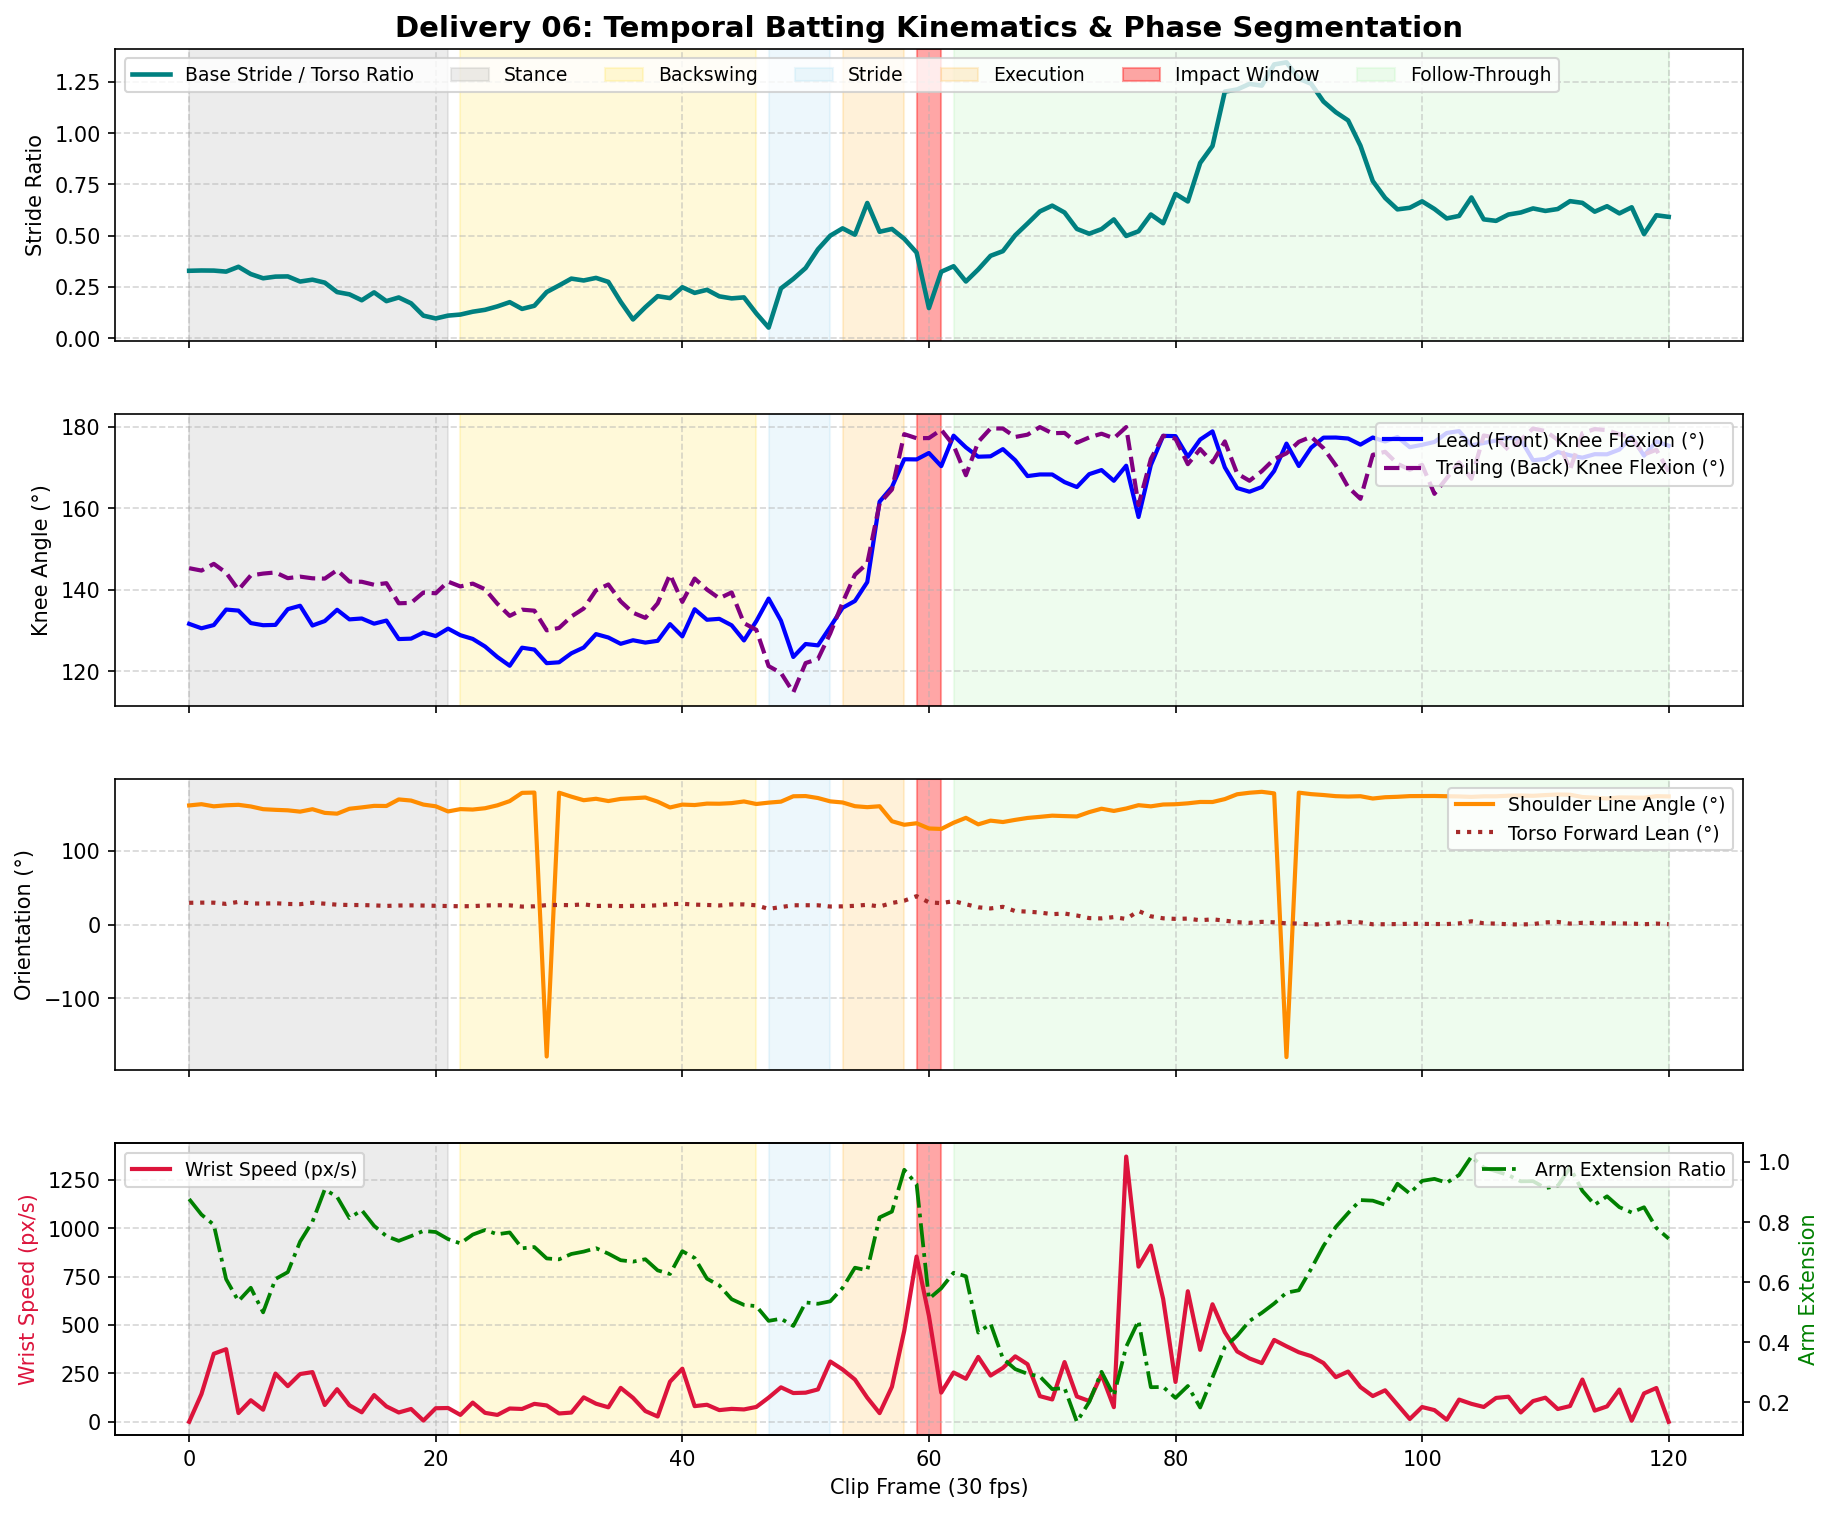 Delivery 06: Temporal Batting Kinematics & Phase Segmentation
Base Stride / Torso Ratio Stance Backswing Stride Execution Impact Window Follow-Through
Stride Ratio
1.25
1.00
0.75
0.50
0.25
0.00
Knee Angle (°)
180
160
140
120
Lead (Front) Knee Flexion (°)
Trailing (Back) Knee Flexion (°)
Orientation (°)
100
0
−100
Shoulder Line Angle (°)
Torso Forward Lean (°)
Wrist Speed (px/s)
1250
1000
750
500
250
0
Wrist Speed (px/s)
Arm Extension Ratio
1.0
0.8
0.6
0.4
0.2
Arm Extension
0 20 40 60 80 100 120
Clip Frame (30 fps)